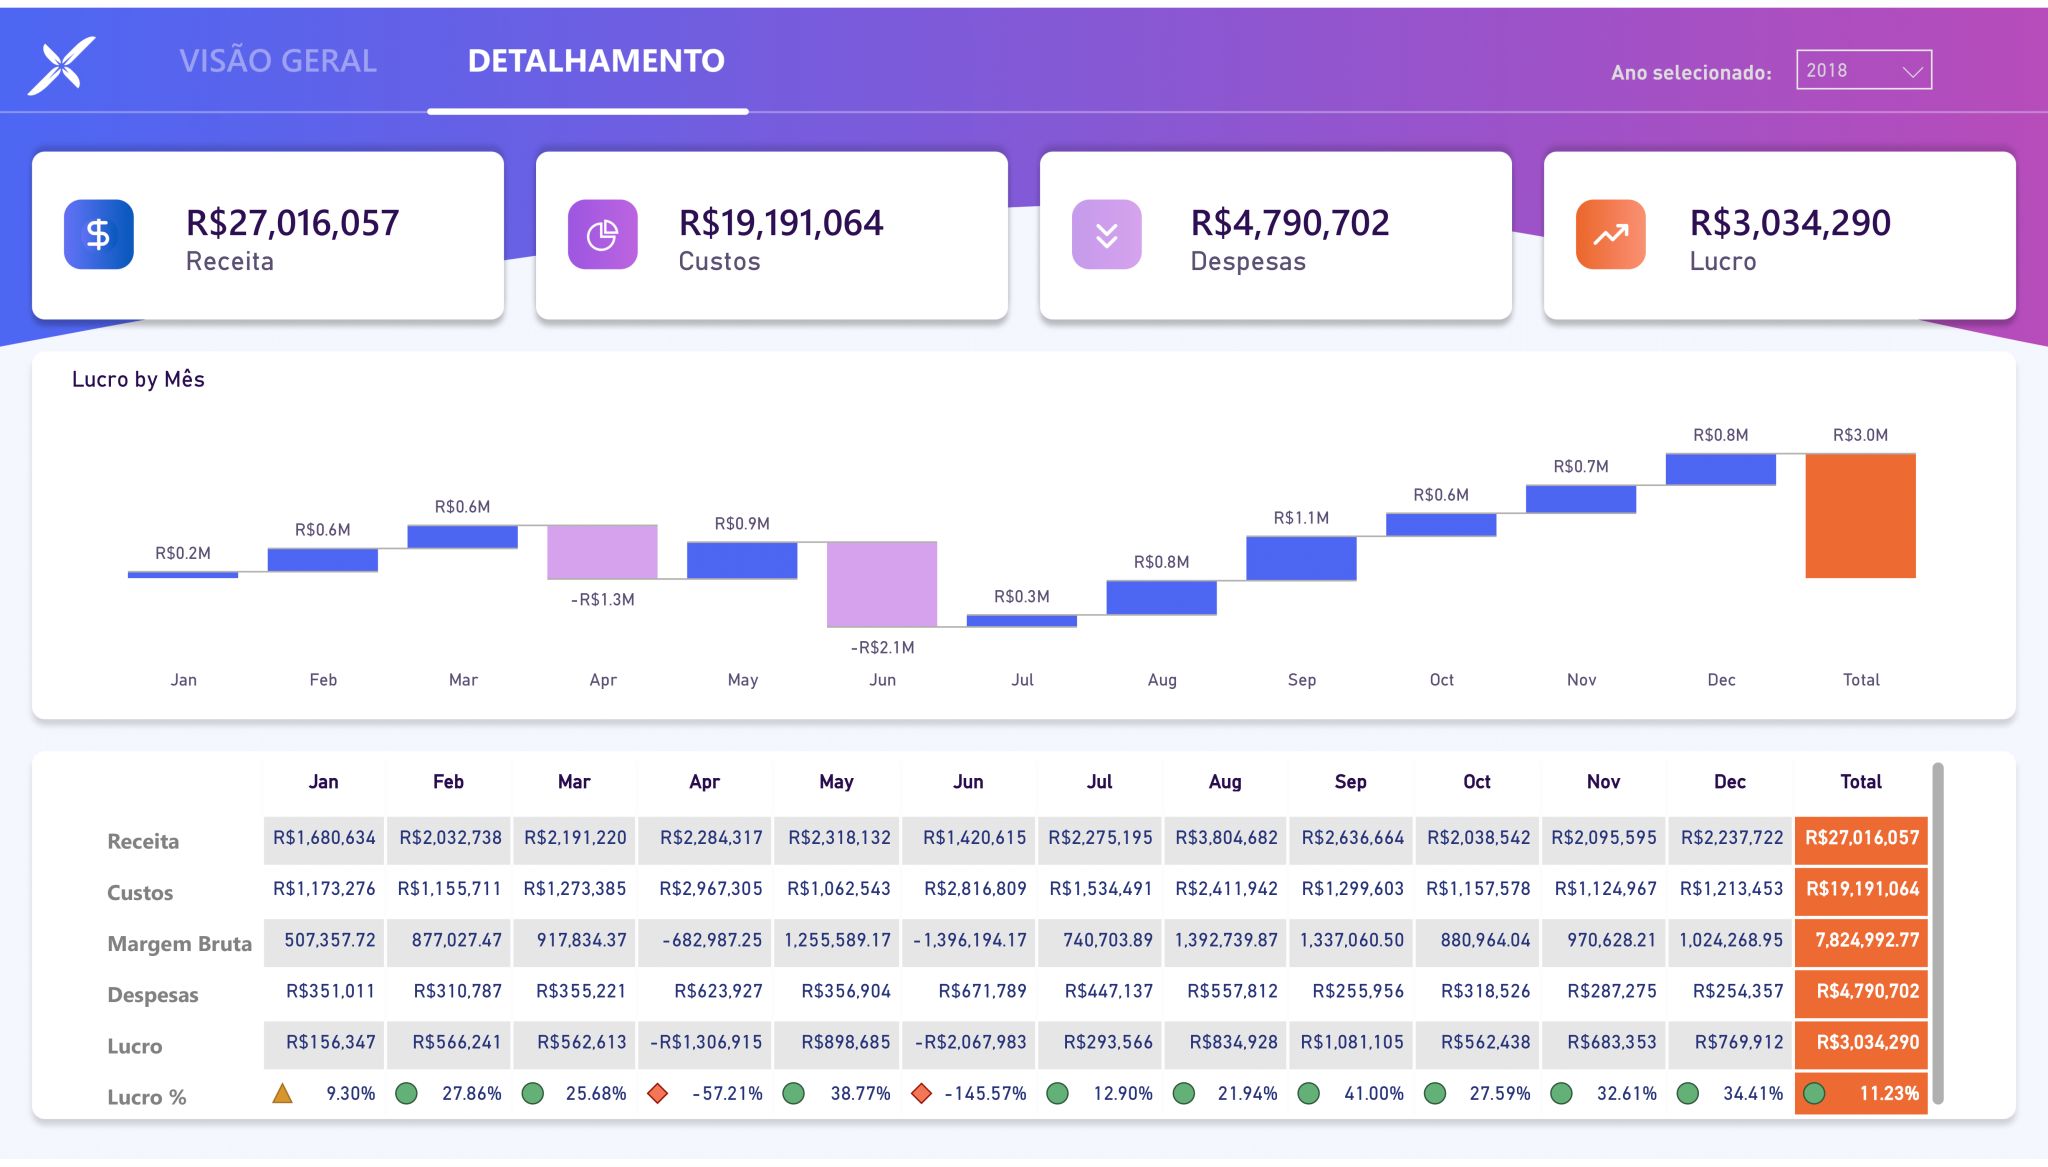 VISÃO GERAL DETALHAMENTO Ano selecionado: 2018
R$27,016,057 R$19,191,064 R$4,790,702 R$3,034,290
Receita Custos Despesas Lucro
Lucro by Mês
R$0.2M R$0.6M R$0.6M -R$1.3M R$0.9M -R$2.1M R$0.3M R$0.8M R$1.1M R$0.6M R$0.7M R$0.8M R$3.0M
Jan Feb Mar Apr May Jun Jul Aug Sep Oct Nov Dec Total
Jan Feb Mar Apr May Jun Jul Aug Sep Oct Nov Dec Total
Receita R$1,680,634 R$2,032,738 R$2,191,220 R$2,284,317 R$2,318,132 R$1,420,615 R$2,275,195 R$3,804,682 R$2,636,664 R$2,038,542 R$2,095,595 R$2,237,722 R$27,016,057
Custos R$1,173,276 R$1,155,711 R$1,273,385 R$2,967,305 R$1,062,543 R$2,816,809 R$1,534,491 R$2,411,942 R$1,299,603 R$1,157,578 R$1,124,967 R$1,213,453 R$19,191,064
Margem Bruta 507,357.72 877,027.47 917,834.37 -682,987.25 1,255,589.17 -1,396,194.17 740,703.89 1,392,739.87 1,337,060.50 880,964.04 970,628.21 1,024,268.95 7,824,992.77
Despesas R$351,011 R$310,787 R$355,221 R$623,927 R$356,904 R$671,789 R$447,137 R$557,812 R$255,956 R$318,526 R$287,275 R$254,357 R$4,790,702
Lucro R$156,347 R$566,241 R$562,613 -R$1,306,915 R$898,685 -R$2,067,983 R$293,566 R$834,928 R$1,081,105 R$562,438 R$683,353 R$769,912 R$3,034,290
Lucro % 9.30% 27.86% 25.68% -57.21% 38.77% -145.57% 12.90% 21.94% 41.00% 27.59% 32.61% 34.41% 11.23%